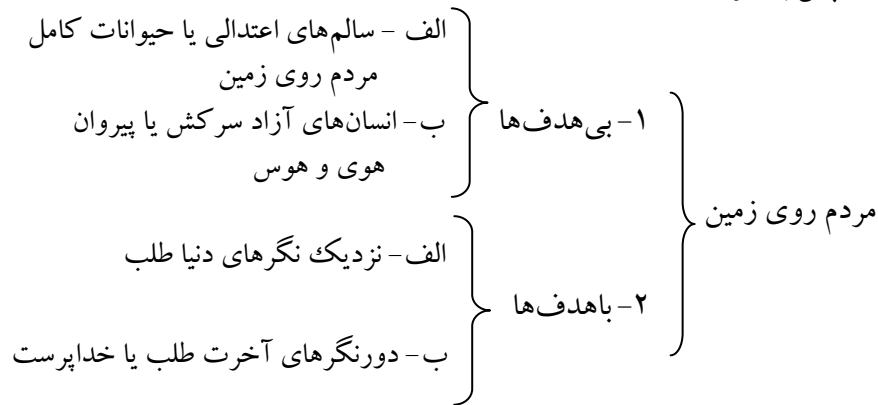 مردم روی زمین
۱- بی‌هدف‌ها
الف – سالم‌های اعتدالی یا حیوانات کامل
مردم روی زمین
ب- انسان‌های آزاد سرکش یا پیروان
هوی و هوس
۲- باهدف‌ها
الف- نزدیک نگرهای دنیا طلب
ب- دورنگرهای آخرت طلب یا خداپرست